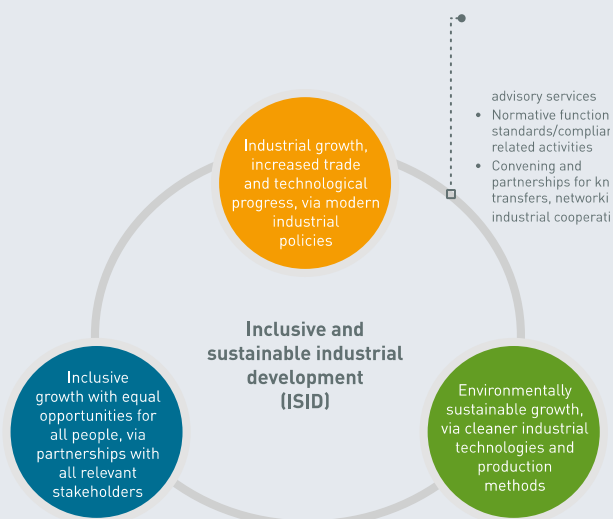 advisory services
• Normative function
standards/complian
related activities
• Convening and
partnerships for kn
transfers, networki
industrial cooperati
Industrial growth,
increased trade
and technological
progress, via modern
industrial
policies
Inclusive and
sustainable industrial
development
(ISID)
Inclusive
growth with equal
opportunities for
all people, via
partnerships with
all relevant
stakeholders
Environmentally
sustainable growth,
via cleaner industrial
technologies and
production
methods